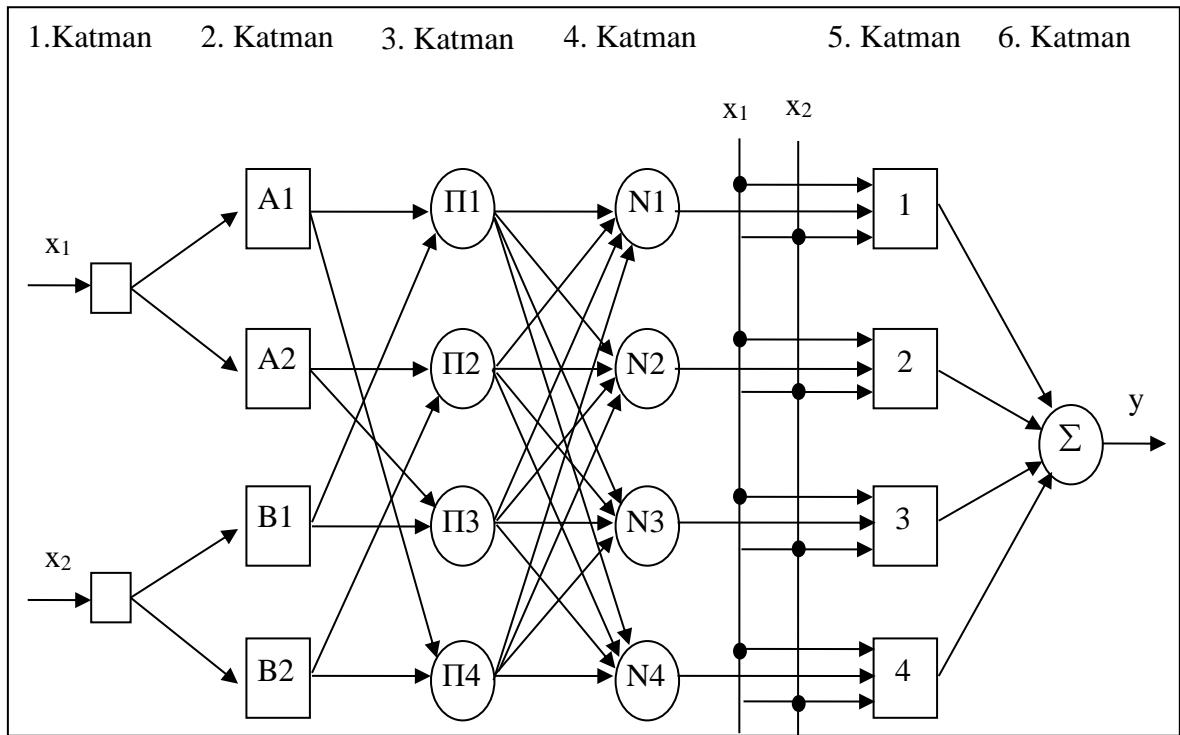 1.Katman 2. Katman 3. Katman 4. Katman 5. Katman 6. Katman
x1 x2
A1 Π1 N1 1
x1
A2 Π2 N2 2
y
Σ
B1 Π3 N3 3
x2
B2 Π4 N4 4